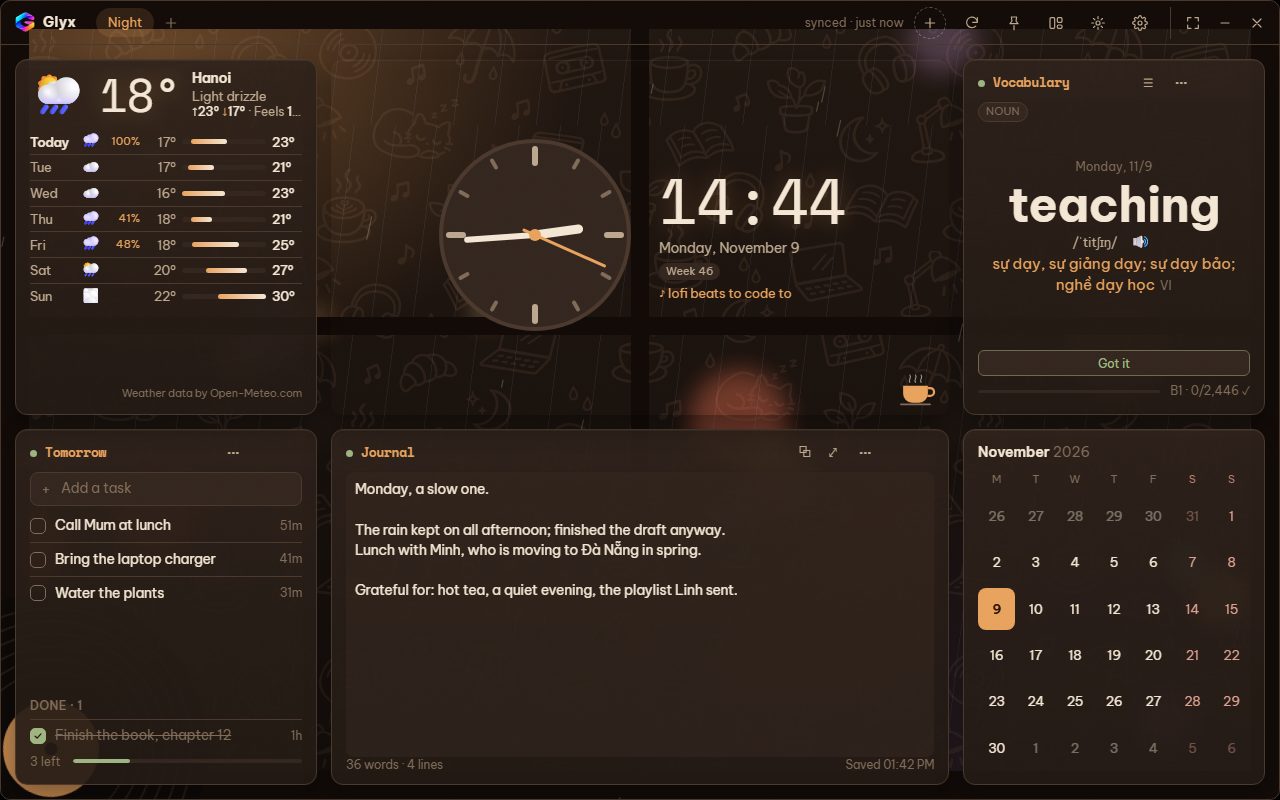 Glyx
Night
synced · just now
18°
Hanoi
Light drizzle
↑23° ↓17° · Feels 1...
Today 100% 17° 23°
Tue 17° 21°
Wed 16° 23°
Thu 41% 18° 21°
Fri 48% 18° 25°
Sat 20° 27°
Sun 22° 30°
Weather data by Open-Meteo.com
14:44
Monday, November 9
Week 46
♪ lofi beats to code to
Vocabulary
NOUN
Monday, 11/9
teaching
/ˈtitʃɪŋ/
sự dạy, sự giảng dạy; sự dạy bảo;
nghề dạy học VI
Got it
B1 · 0/2,446 ✓
Tomorrow
+ Add a task
Call Mum at lunch 51m
Bring the laptop charger 41m
Water the plants 31m
DONE · 1
Finish the book, chapter 12 1h
3 left
Journal
Monday, a slow one.
The rain kept on all afternoon; finished the draft anyway.
Lunch with Minh, who is moving to Đà Nẵng in spring.
Grateful for: hot tea, a quiet evening, the playlist Linh sent.
36 words · 4 lines
Saved 01:42 PM
November 2026
M T W T F S S
26 27 28 29 30 31 1
2 3 4 5 6 7 8
9 10 11 12 13 14 15
16 17 18 19 20 21 22
23 24 25 26 27 28 29
30 1 2 3 4 5 6